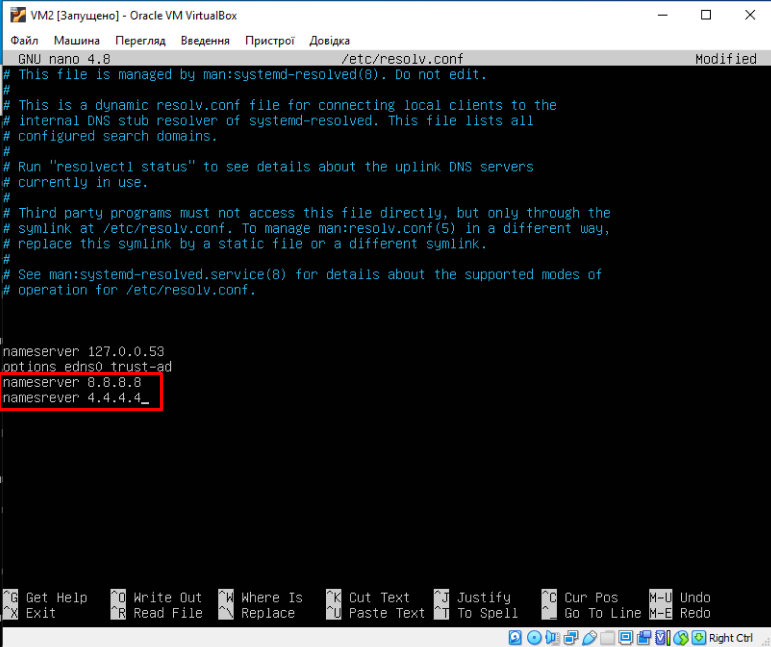 VM2 [Запущено] - Oracle VM VirtualBox
Файл Машина Перегляд Введення Пристрої Довідка
GNU nano 4.8 /etc/resolv.conf Modified
# This file is managed by man:systemd-resolved(8). Do not edit.
#
# This is a dynamic resolv.conf file for connecting local clients to the
# internal DNS stub resolver of systemd-resolved. This file lists all
# configured search domains.
#
# Run "resolvectl status" to see details about the uplink DNS servers
# currently in use.
#
# Third party programs must not access this file directly, but only through the
# symlink at /etc/resolv.conf. To manage man:resolv.conf(5) in a different way,
# replace this symlink by a static file or a different symlink.
#
# See man:systemd-resolved.service(8) for details about the supported modes of
# operation for /etc/resolv.conf.
nameserver 127.0.0.53
options edns0 trust-ad
nameserver 8.8.8.8
namesrever 4.4.4.4_
^G Get Help ^O Write Out ^W Where Is ^K Cut Text ^J Justify ^C Cur Pos M-U Undo
^X Exit ^R Read File ^\ Replace ^U Paste Text ^T To Spell ^_ Go To Line M-E Redo
Right Ctrl